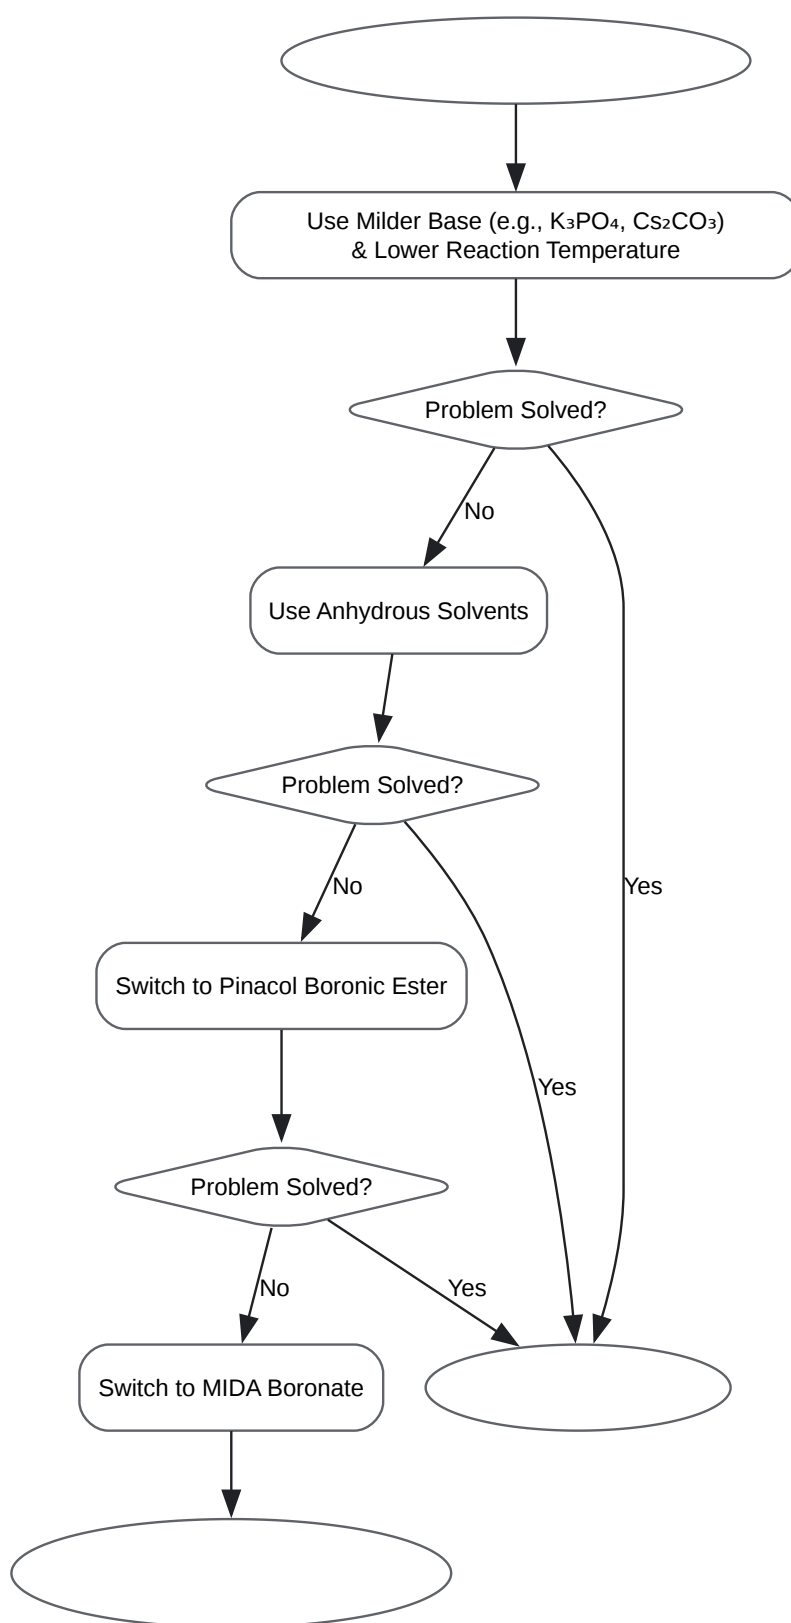 Use Milder Base (e.g., K₃PO₄, Cs₂CO₃)
& Lower Reaction Temperature
Problem Solved?
No
Use Anhydrous Solvents
Problem Solved?
No
Yes
Switch to Pinacol Boronic Ester
Yes
Problem Solved?
No
Yes
Switch to MIDA Boronate